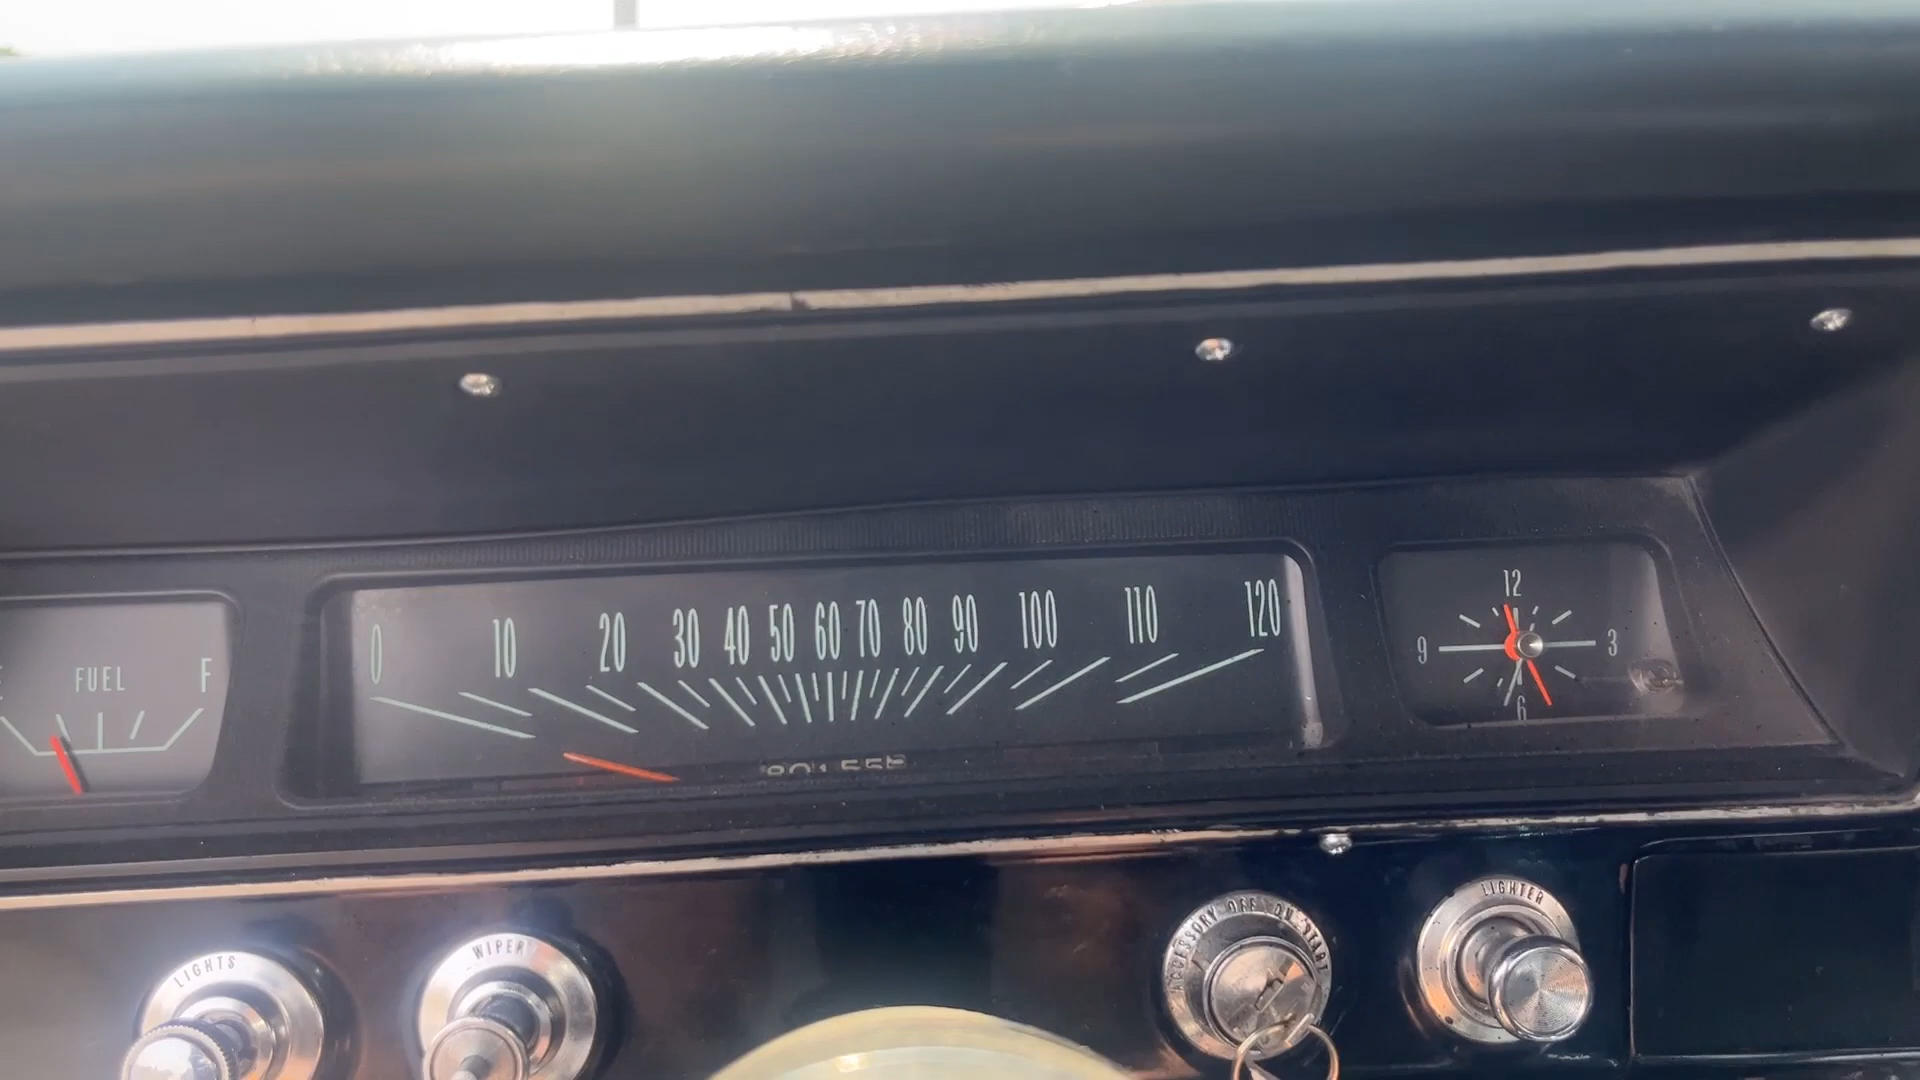 FUEL F
0 10 20 30 40 50 60 70 80 90 100 110 120
12
9 3
6
LIGHTS
WIPER
ACCESSORY OFF ON START
LIGHTER